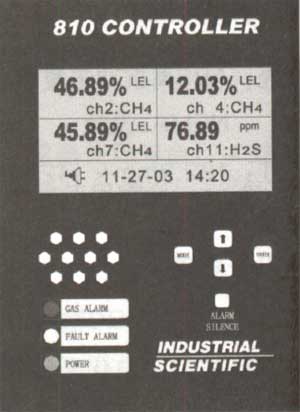 810 CONTROLLER
46.89% LEL 12.03% LEL
ch2:CH4 ch 4:CH4
45.89% LEL 76.89 ppm
ch7:CH4 ch11:H2S
11-27-03 14:20
MODE
GAS ALARM
FAULT ALARM
POWER
ALARM
SILENCE
INDUSTRIAL
SCIENTIFIC